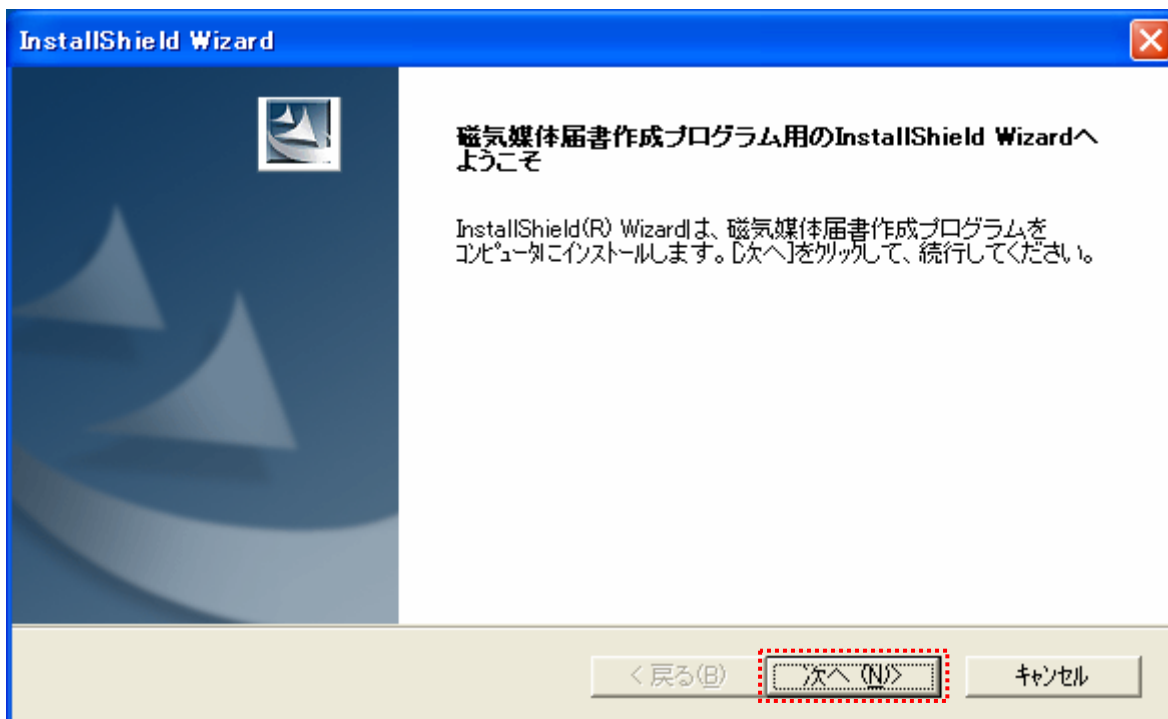 InstallShield Wizard
磁気媒体届書作成プログラム用のInstallShield Wizardへ
ようこそ
InstallShield(R) Wizardは、磁気媒体届書作成プログラムを
コンピュータにインストールします。[次へ]をクリックして、続行してください。
< 戻る(B) 次へ (N)> キャンセル